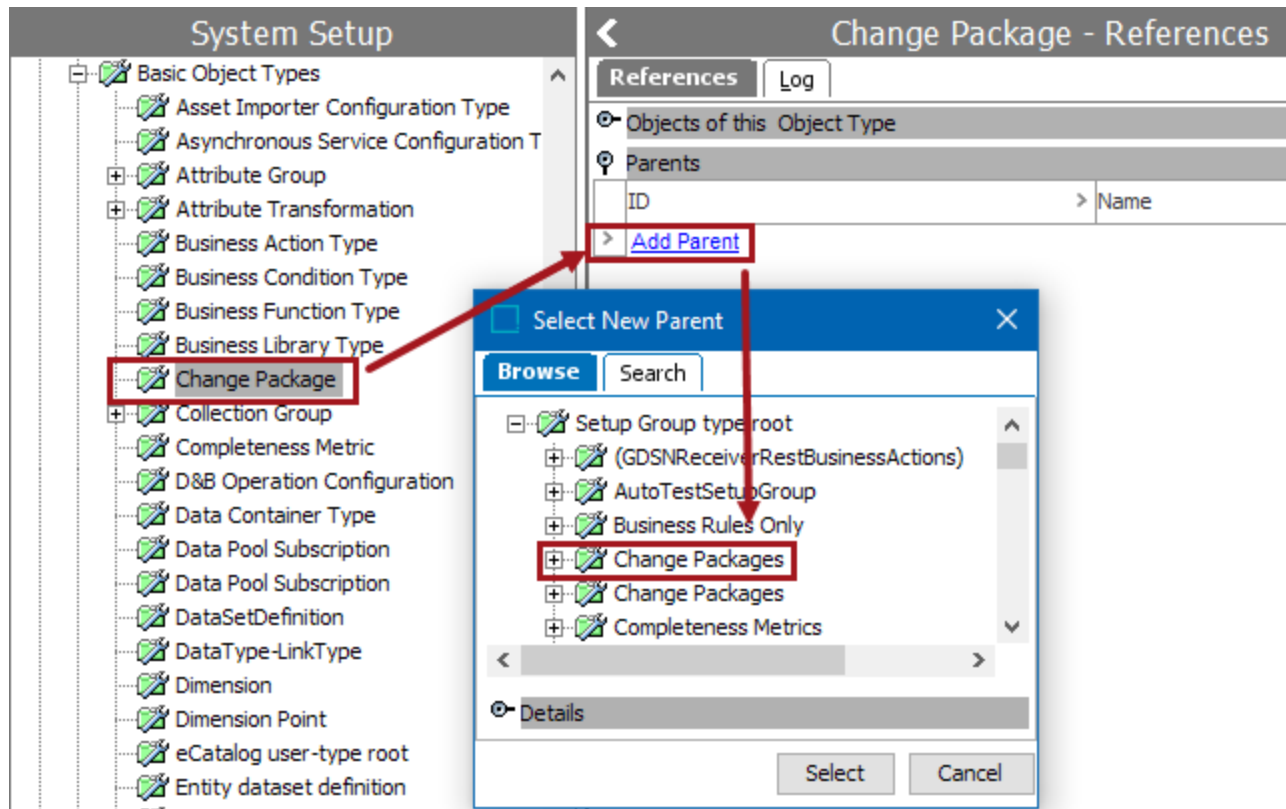 System Setup
Basic Object Types
Asset Importer Configuration Type
Asynchronous Service Configuration T
Attribute Group
Attribute Transformation
Business Action Type
Business Condition Type
Business Function Type
Business Library Type
Change Package
Collection Group
Completeness Metric
D&B Operation Configuration
Data Container Type
Data Pool Subscription
Data Pool Subscription
DataSetDefinition
DataType-LinkType
Dimension
Dimension Point
eCatalog user-type root
Entity dataset definition
Change Package - References
References Log
Objects of this Object Type
Parents
ID > Name
> Add Parent
Select New Parent
Browse Search
Setup Group type root
(GDSNReceiverRestBusinessActions)
AutoTestSetupGroup
Business Rules Only
Change Packages
Change Packages
Completeness Metrics
Details
Select Cancel